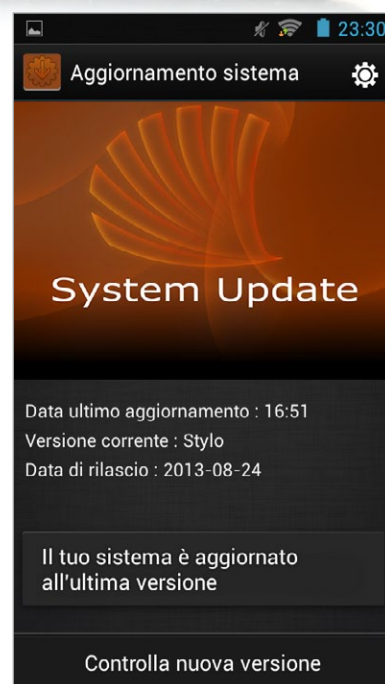 23:30
Aggiornamento sistema
System Update
Data ultimo aggiornamento : 16:51
Versione corrente : Stylo
Data di rilascio : 2013-08-24
Il tuo sistema è aggiornato
all'ultima versione
Controlla nuova versione